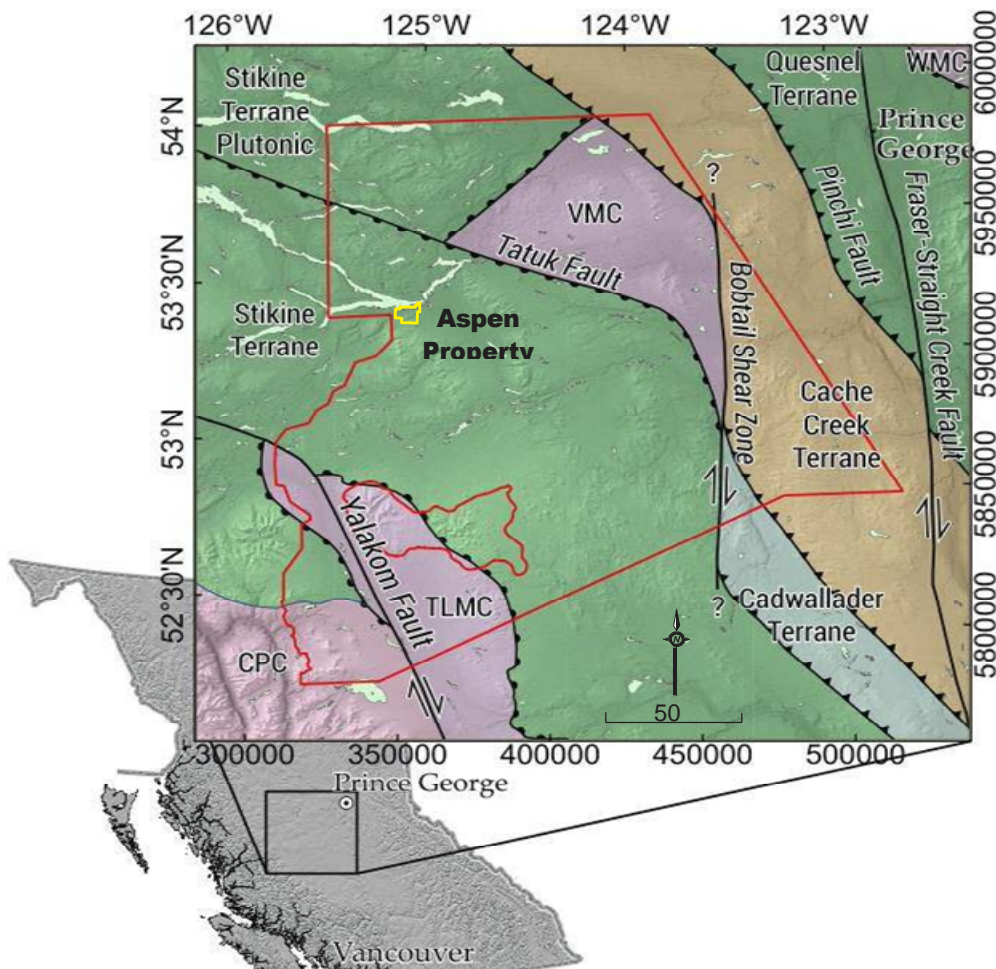 126°W
125°W
124°W
123°W
Stikine
Terrane
Plutonic
Quesnel
Terrane
WMC
Prince
George
54°N
53°30'N
53°N
52°30'N
6000000
5950000
5900000
5850000
5800000
?
VMC
Tatuk Fault
Pinchi Fault
Fraser-Straight Creek Fault
Bobtail Shear Zone
Stikine
Terrane
Aspen
Property
Cache
Creek
Terrane
Yalakom Fault
TLMC
CPC
?
Cadwallader
Terrane
N
50
300000
350000
400000
450000
500000
Prince George
Vancouver